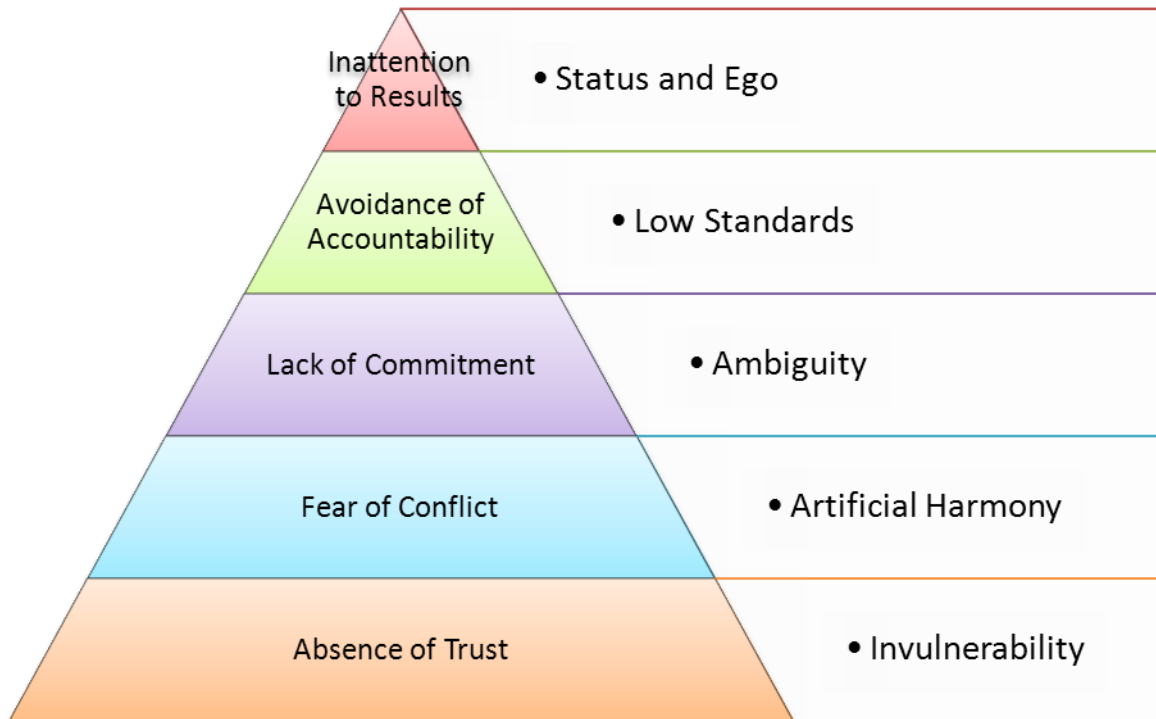 Inattention
to Results
• Status and Ego
Avoidance of
Accountability
• Low Standards
Lack of Commitment
• Ambiguity
Fear of Conflict
• Artificial Harmony
Absence of Trust
• Invulnerability